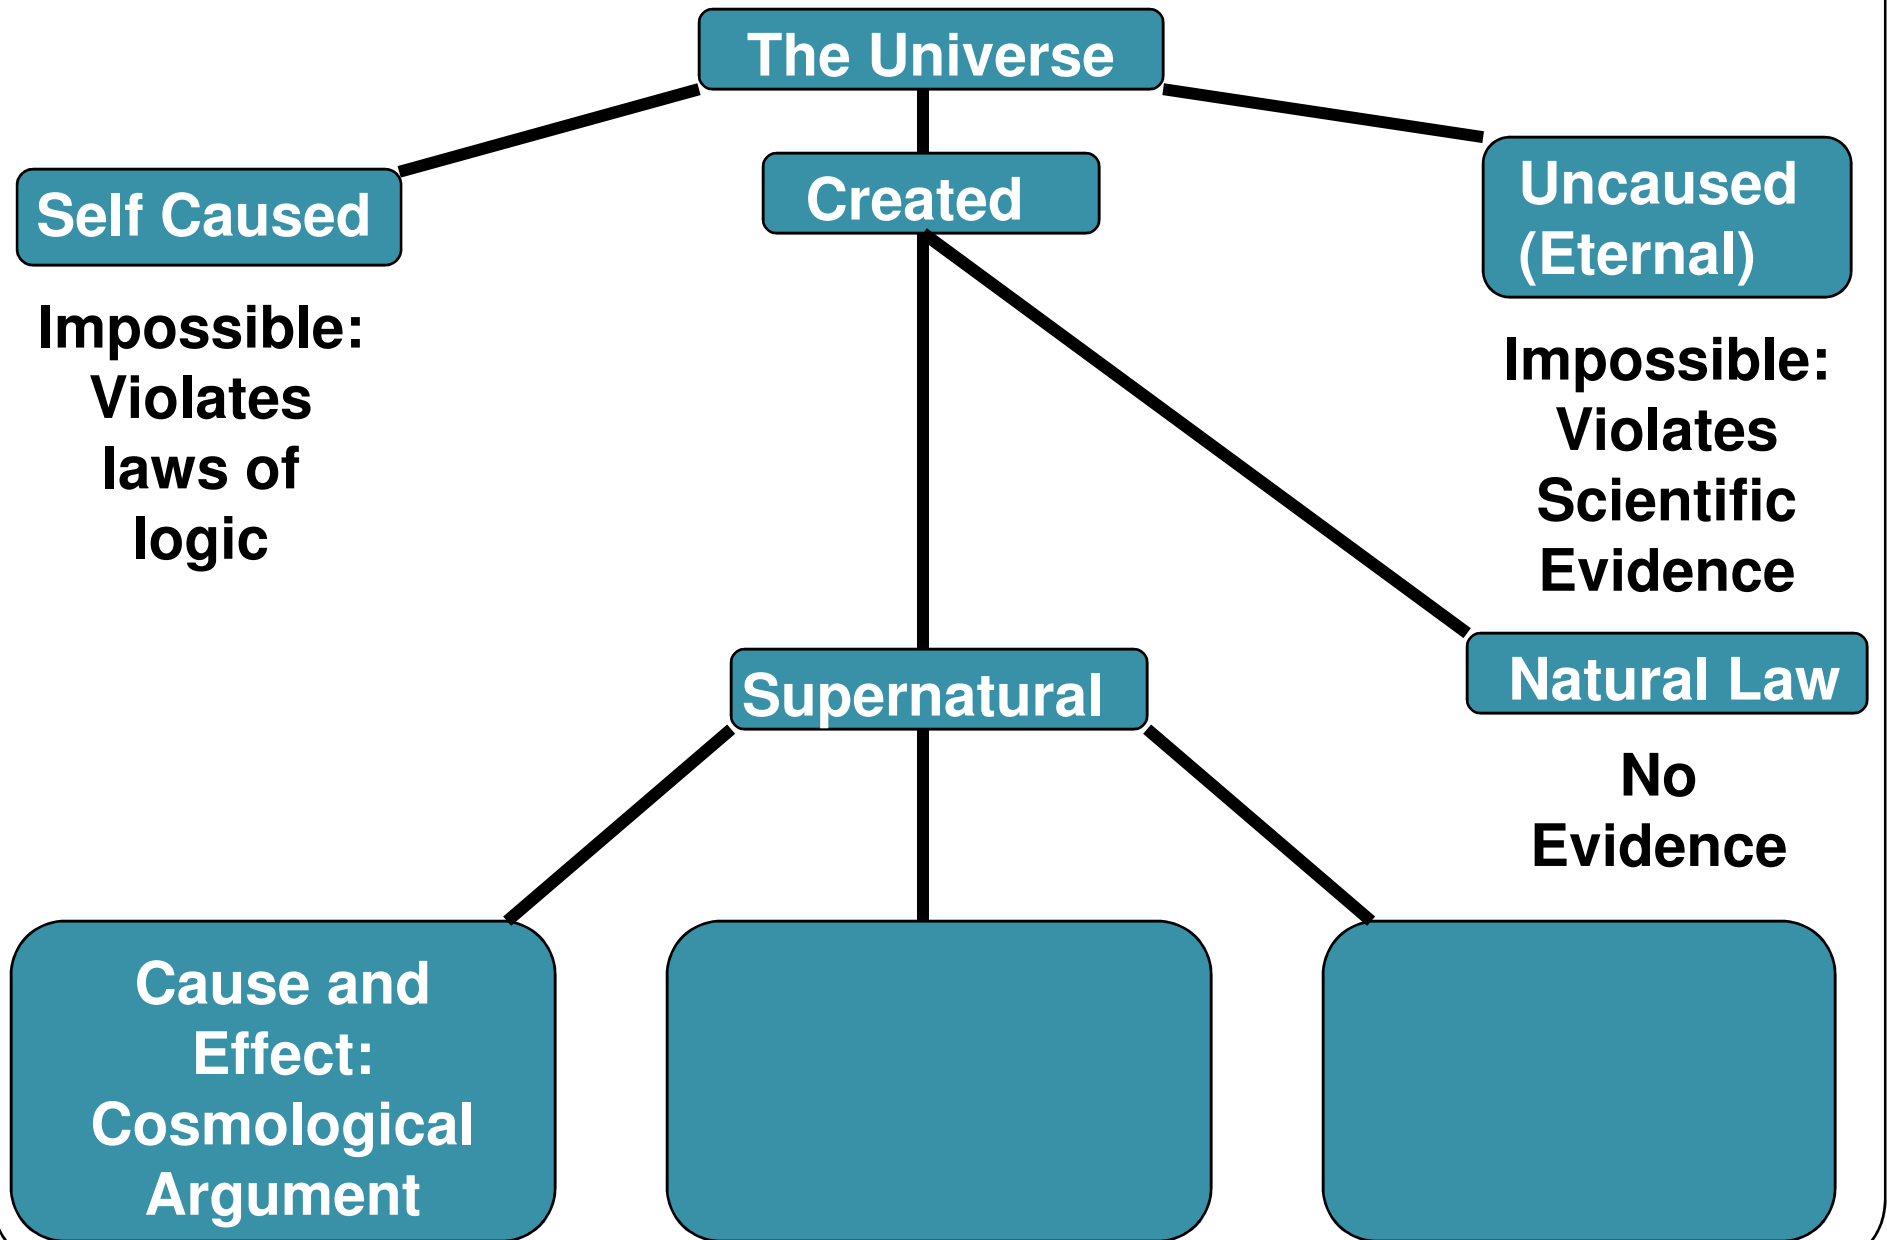 The Universe
Self Caused
Created
Uncaused
(Eternal)
Impossible:
Violates
laws of
logic
Impossible:
Violates
Scientific
Evidence
Supernatural
Natural Law
No
Evidence
Cause and
Effect:
Cosmological
Argument